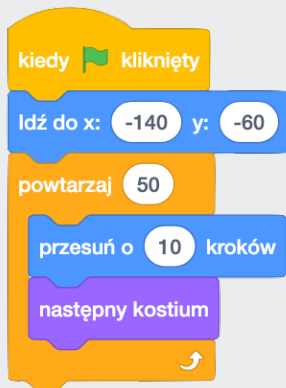 kiedy kliknięty
Idź do x: -140 y: -60
powtarzaj 50
przesuń o 10 kroków
następny kostium